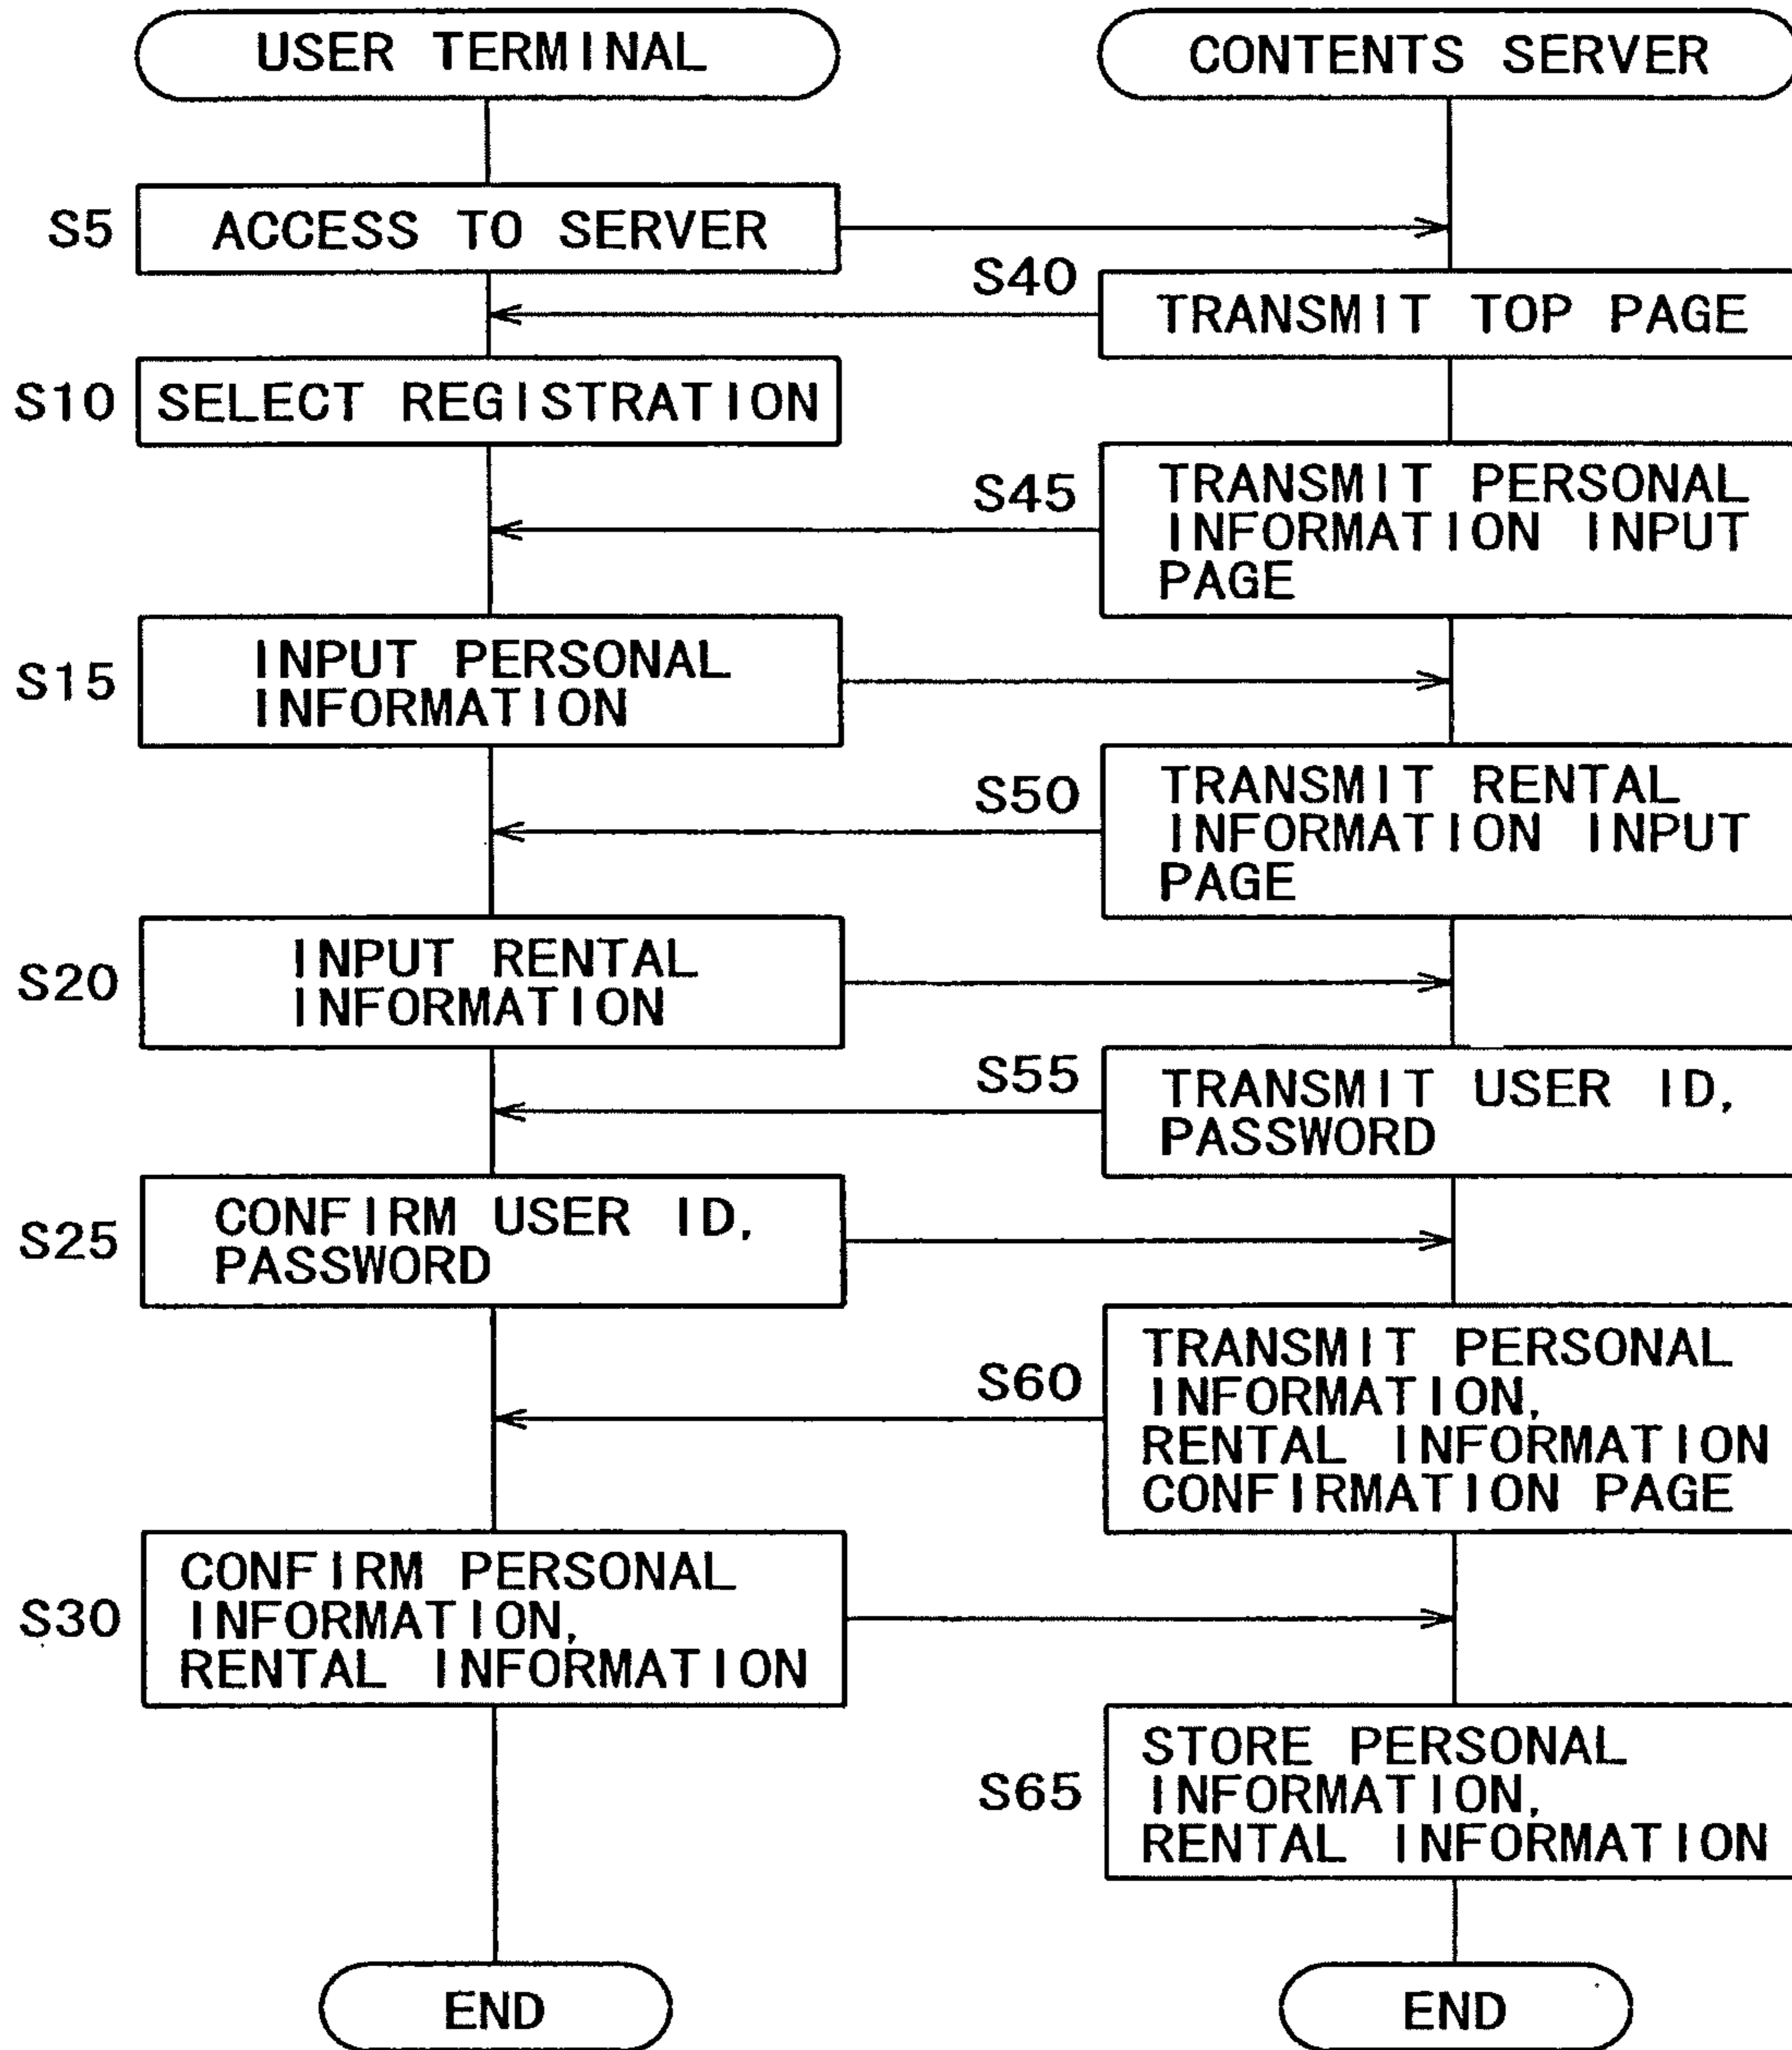 USER TERMINAL
CONTENTS SERVER
S5
ACCESS TO SERVER
S40
TRANSMIT TOP PAGE
S10
SELECT REGISTRATION
S45
TRANSMIT PERSONAL
INFORMATION INPUT
PAGE
S15
INPUT PERSONAL
INFORMATION
S50
TRANSMIT RENTAL
INFORMATION INPUT
PAGE
S20
INPUT RENTAL
INFORMATION
S55
TRANSMIT USER ID,
PASSWORD
S25
CONFIRM USER ID,
PASSWORD
S60
TRANSMIT PERSONAL
INFORMATION,
RENTAL INFORMATION
CONFIRMATION PAGE
S30
CONFIRM PERSONAL
INFORMATION,
RENTAL INFORMATION
S65
STORE PERSONAL
INFORMATION,
RENTAL INFORMATION
END
END